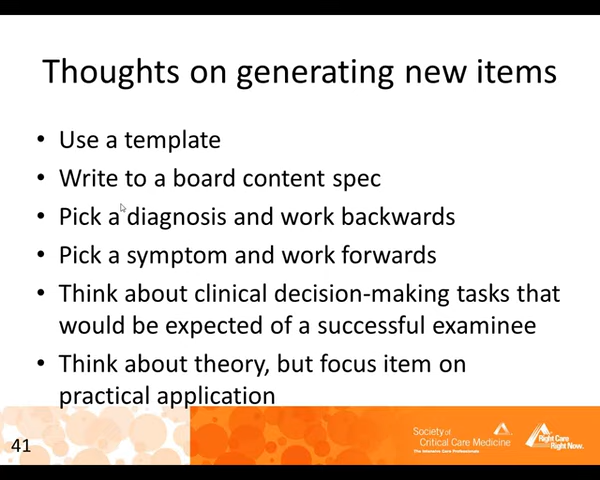 Thoughts on generating new items
• Use a template
• Write to a board content spec
• Pick a diagnosis and work backwards
• Pick a symptom and work forwards
• Think about clinical decision-making tasks that
would be expected of a successful examinee
• Think about theory, but focus item on
practical application
41
Society of
Critical Care Medicine
The Intensive Care Professionals
Right Care
Right Now.